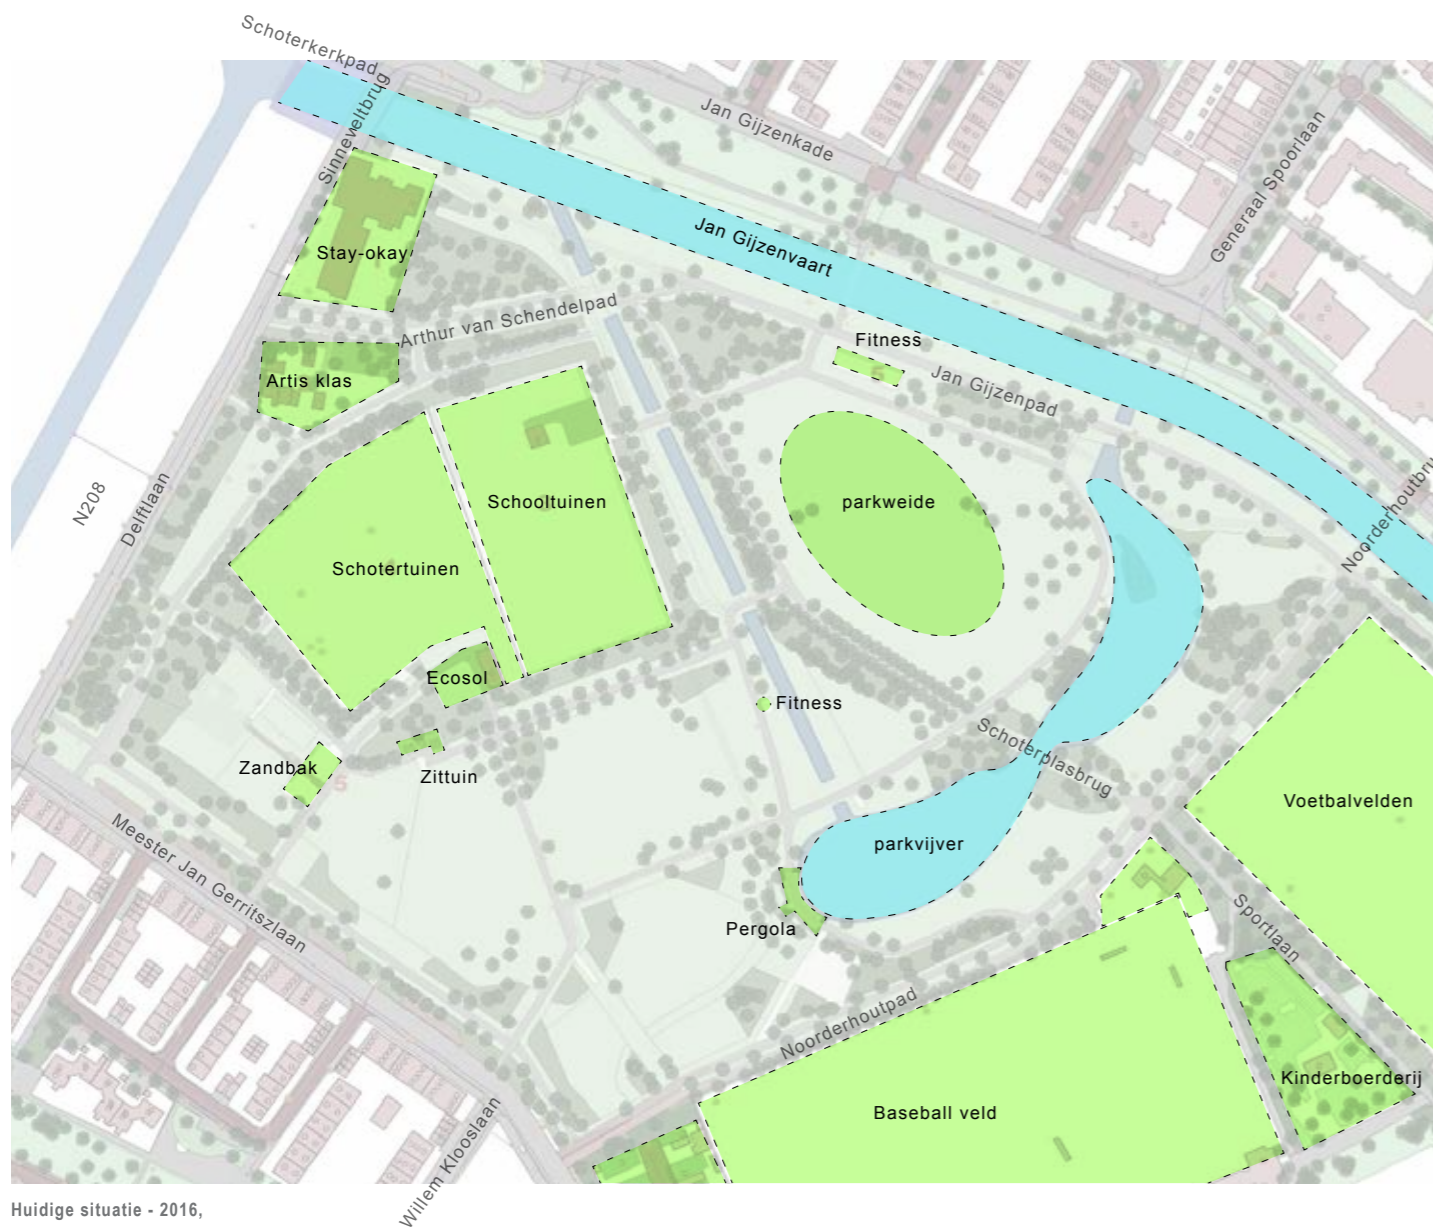 Schoterkerkpad
Sinneveltbrug
Jan Gijzenkade
Generaal Spoorlaan
Jan Gijzenvaart
Stay-okay
Arthur van Schendelpad
Fitness
5
Jan Gijzenpad
Artis klas
Noorderhoutbrug
N208
Delftlaan
Schooltuinen
parkweide
Schotertuinen
Ecosol
Fitness
Schoterplasbrug
Zandbak
5
Zittuin
Voetbalvelden
parkvijver
Meester Jan Gerritszlaan
Pergola
Sportlaan
Noorderhoutpad
Kinderboerderij
Baseball veld
Willem Klooslaan
Huidige situatie - 2016,